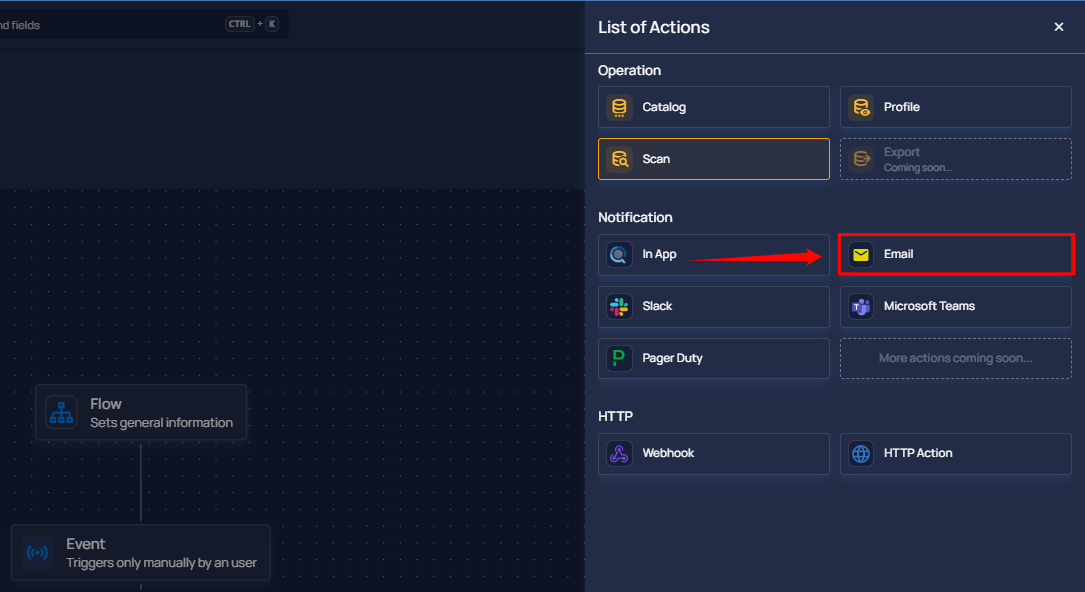 nd fields
CTRL + K
List of Actions
Operation
Catalog
Profile
Scan
Export
Coming soon...
Notification
In App
Email
Slack
Microsoft Teams
Pager Duty
More actions coming soon...
HTTP
Webhook
HTTP Action
Flow
Sets general information
Event
Triggers only manually by an user